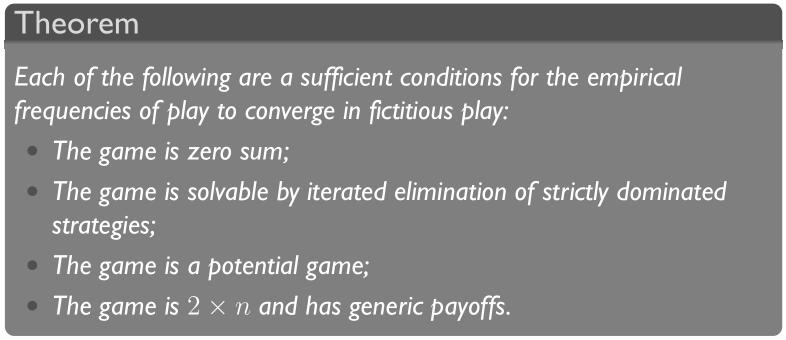 Theorem
Each of the following are a sufficient conditions for the empirical
frequencies of play to converge in fictitious play:
• The game is zero sum;
• The game is solvable by iterated elimination of strictly dominated
strategies;
• The game is a potential game;
• The game is 2 × n and has generic payoffs.